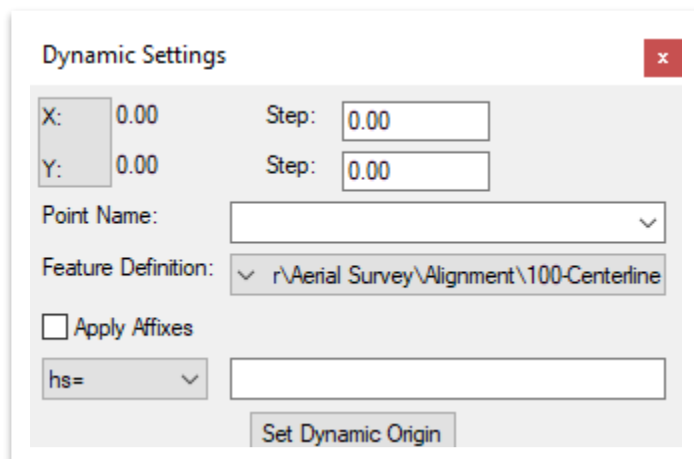 Dynamic Settings x
X: 0.00 Step: 0.00
Y: 0.00 Step: 0.00
Point Name:
Feature Definition: r\Aerial Survey\Alignment\100-Centerline
Apply Affixes
hs=
Set Dynamic Origin